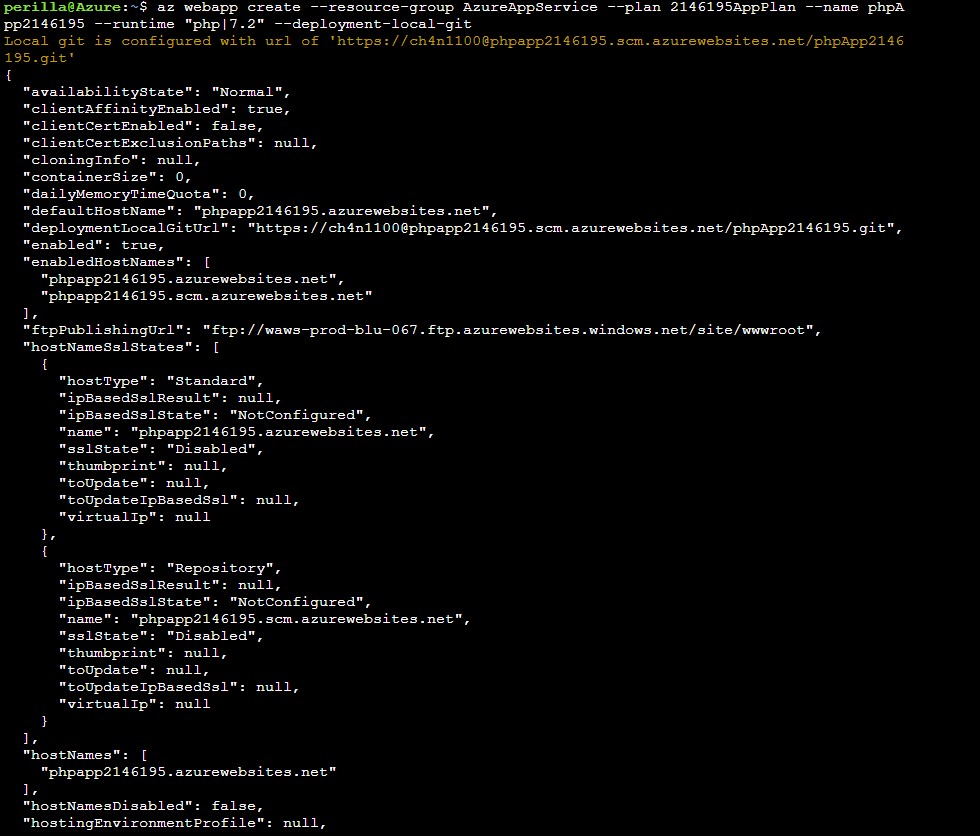 perilla@Azure:~$ az webapp create --resource-group AzureAppService --plan 2146195AppPlan --name phpA
pp2146195 --runtime "php|7.2" --deployment-local-git
Local git is configured with url of 'https://ch4n1100@phpapp2146195.scm.azurewebsites.net/phpApp2146
195.git'
{
  "availabilityState": "Normal",
  "clientAffinityEnabled": true,
  "clientCertEnabled": false,
  "clientCertExclusionPaths": null,
  "cloningInfo": null,
  "containerSize": 0,
  "dailyMemoryTimeQuota": 0,
  "defaultHostName": "phpapp2146195.azurewebsites.net",
  "deploymentLocalGitUrl": "https://ch4n1100@phpapp2146195.scm.azurewebsites.net/phpApp2146195.git",
  "enabled": true,
  "enabledHostNames": [
    "phpapp2146195.azurewebsites.net",
    "phpapp2146195.scm.azurewebsites.net"
  ],
  "ftpPublishingUrl": "ftp://waws-prod-blu-067.ftp.azurewebsites.windows.net/site/wwwroot",
  "hostNameSslStates": [
    {
      "hostType": "Standard",
      "ipBasedSslResult": null,
      "ipBasedSslState": "NotConfigured",
      "name": "phpapp2146195.azurewebsites.net",
      "sslState": "Disabled",
      "thumbprint": null,
      "toUpdate": null,
      "toUpdateIpBasedSsl": null,
      "virtualIp": null
    },
    {
      "hostType": "Repository",
      "ipBasedSslResult": null,
      "ipBasedSslState": "NotConfigured",
      "name": "phpapp2146195.scm.azurewebsites.net",
      "sslState": "Disabled",
      "thumbprint": null,
      "toUpdate": null,
      "toUpdateIpBasedSsl": null,
      "virtualIp": null
    }
  ],
  "hostNames": [
    "phpapp2146195.azurewebsites.net"
  ],
  "hostNamesDisabled": false,
  "hostingEnvironmentProfile": null,